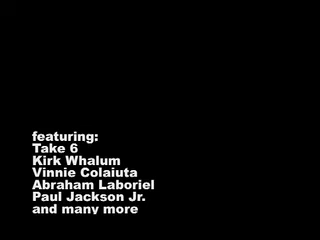 featuring:
Take 6
Kirk Whalum
Vinnie Colaiuta
Abraham Laboriel
Paul Jackson Jr.
and many more